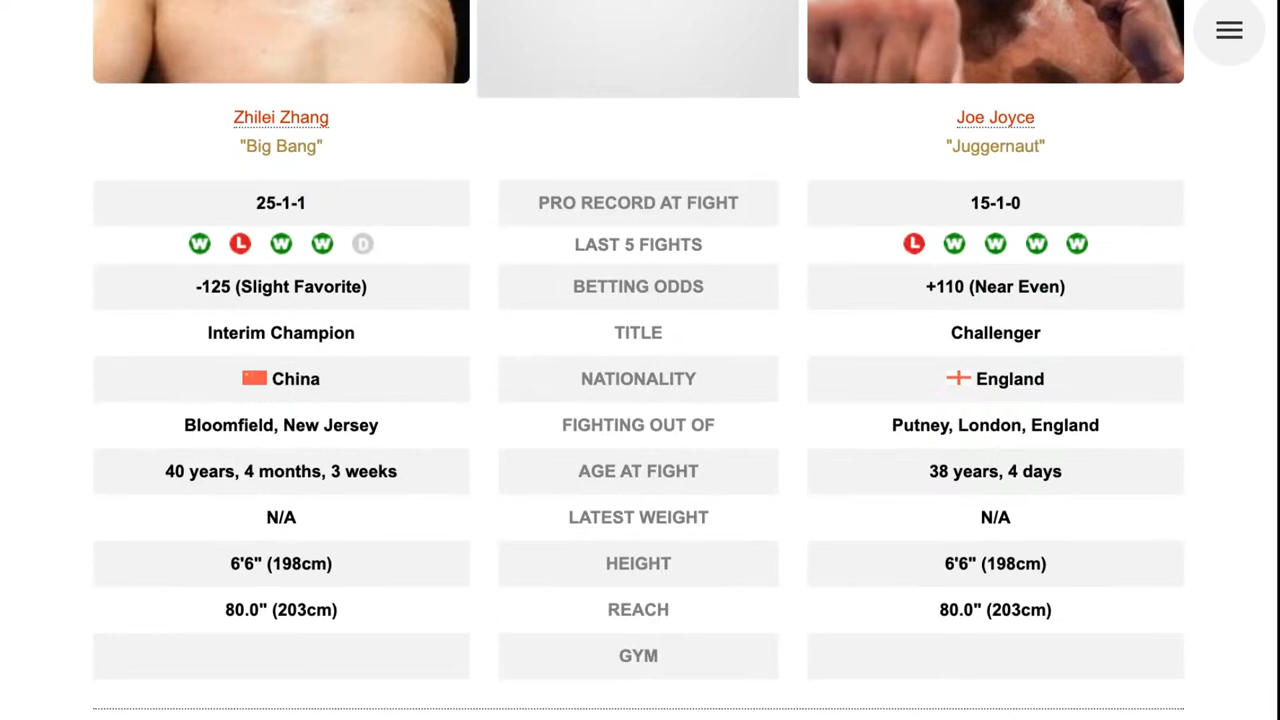 Zhilei Zhang Joe Joyce
"Big Bang" "Juggernaut"
25-1-1 PRO RECORD AT FIGHT 15-1-0
W L W W D LAST 5 FIGHTS L W W W W
-125 (Slight Favorite) BETTING ODDS +110 (Near Even)
Interim Champion TITLE Challenger
China NATIONALITY England
Bloomfield, New Jersey FIGHTING OUT OF Putney, London, England
40 years, 4 months, 3 weeks AGE AT FIGHT 38 years, 4 days
N/A LATEST WEIGHT N/A
6'6" (198cm) HEIGHT 6'6" (198cm)
80.0" (203cm) REACH 80.0" (203cm)
GYM